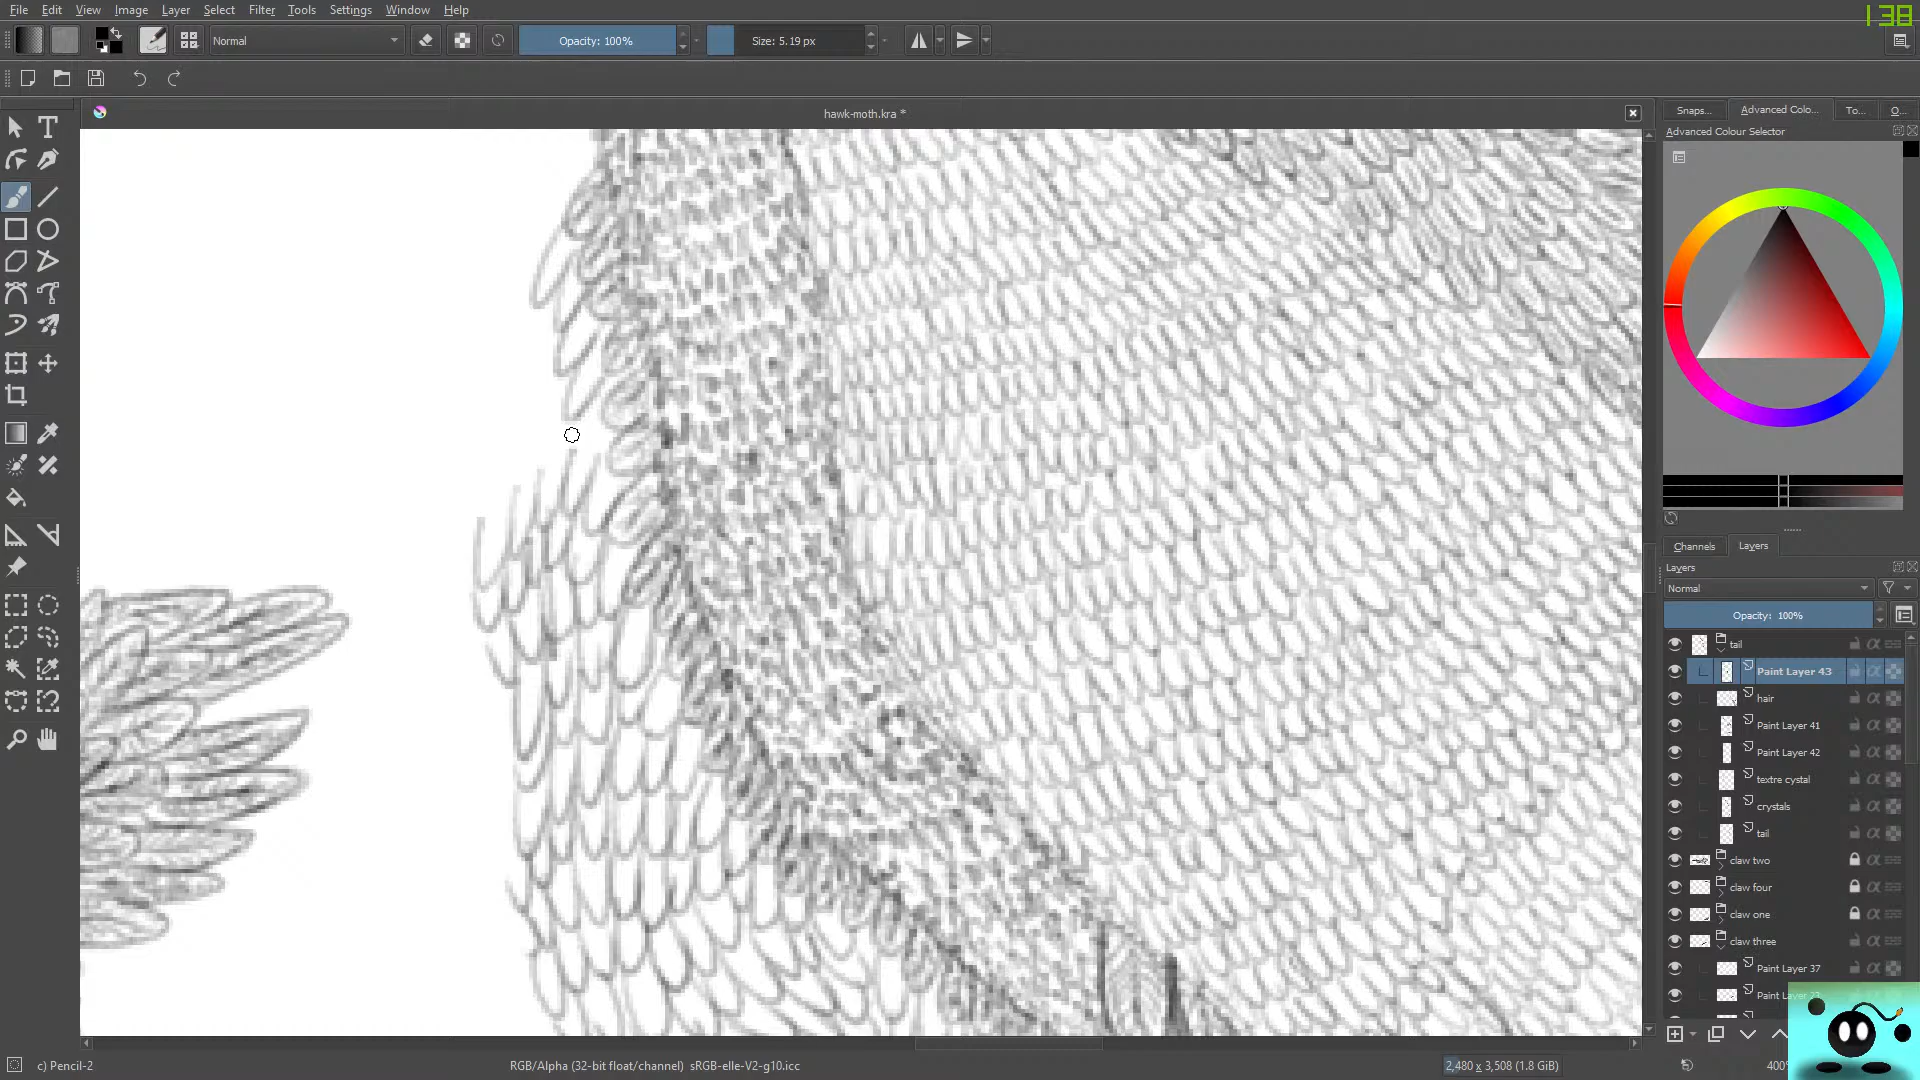 File Edit View Image Layer Select Filter Tools Settings Window Help
138
Normal
Opacity: 100%
Size: 5.19 px
hawk-moth.kra *
Snaps...
Advanced Colo...
To...
O...
Advanced Colour Selector
Channels
Layers
Layers
Normal
Opacity: 100%
tail
Paint Layer 43
hair
Paint Layer 41
Paint Layer 42
textre cystal
crystals
tail
claw two
claw four
claw one
claw three
Paint Layer 37
Paint Layer
c) Pencil-2
RGB/Alpha (32-bit float/channel) sRGB-elle-V2-g10.icc
2,480 x 3,508 (1.8 GiB)
400%